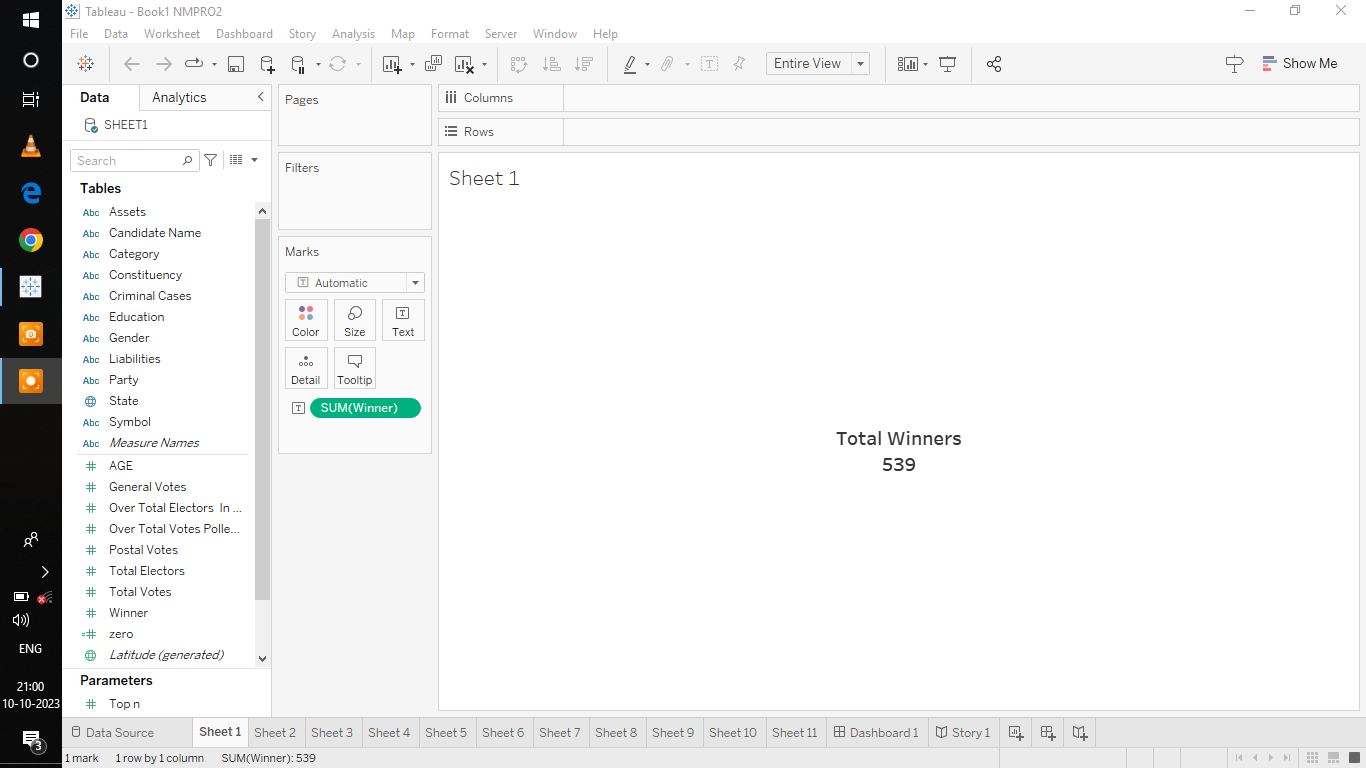 Tableau - Book1 NMPRO2
File Data Worksheet Dashboard Story Analysis Map Format Server Window Help
Entire View
Show Me
Data Analytics
SHEET1
Search
Tables
Abc Assets
Abc Candidate Name
Abc Category
Abc Constituency
Abc Criminal Cases
Abc Education
Abc Gender
Abc Liabilities
Abc Party
State
Abc Symbol
Abc Measure Names
# AGE
# General Votes
# Over Total Electors In ...
# Over Total Votes Polle...
# Postal Votes
# Total Electors
# Total Votes
# Winner
=# zero
Latitude (generated)
Parameters
# Top n
Pages
Filters
Marks
T Automatic
Color Size Text
Detail Tooltip
T SUM(Winner)
Columns
Rows
Sheet 1
Total Winners
539
ENG
21:00
10-10-2023
3
Data Source Sheet 1 Sheet 2 Sheet 3 Sheet 4 Sheet 5 Sheet 6 Sheet 7 Sheet 8 Sheet 9 Sheet 10 Sheet 11 Dashboard 1 Story 1
1 mark 1 row by 1 column SUM(Winner): 539